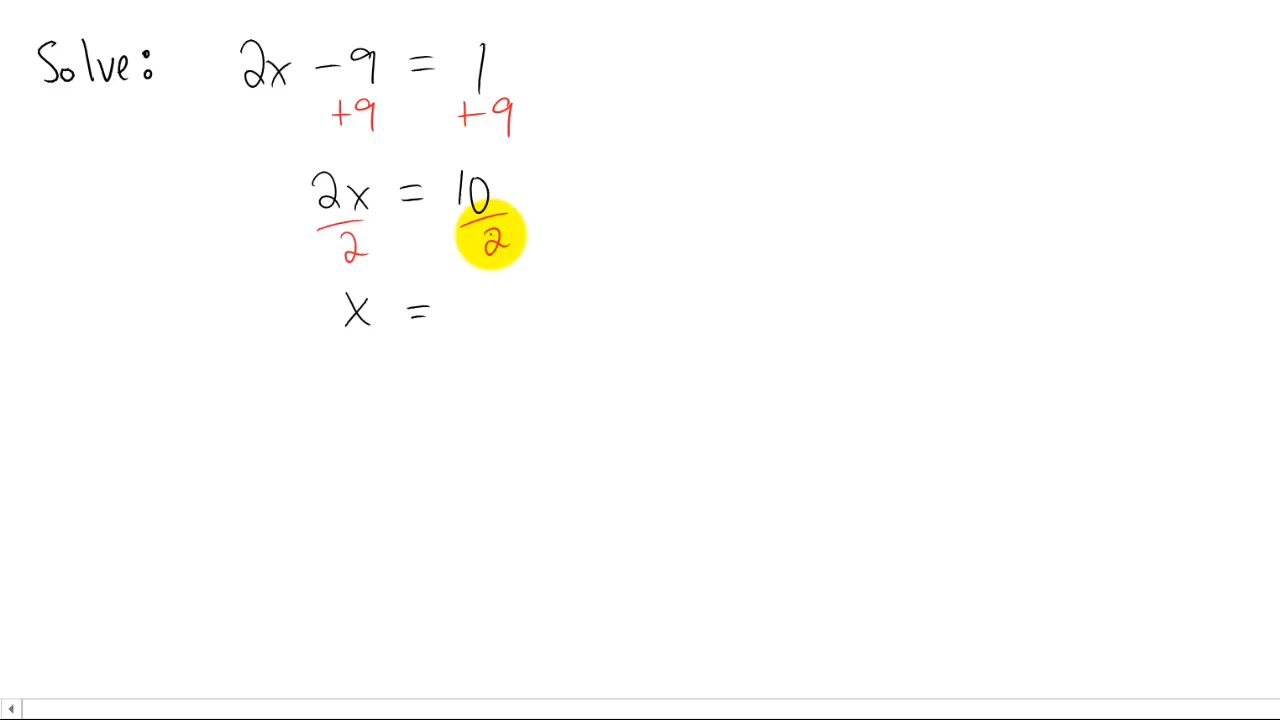 Solve: 2x - 9 = 1
+9 +9
2x = 10
2 2
x =